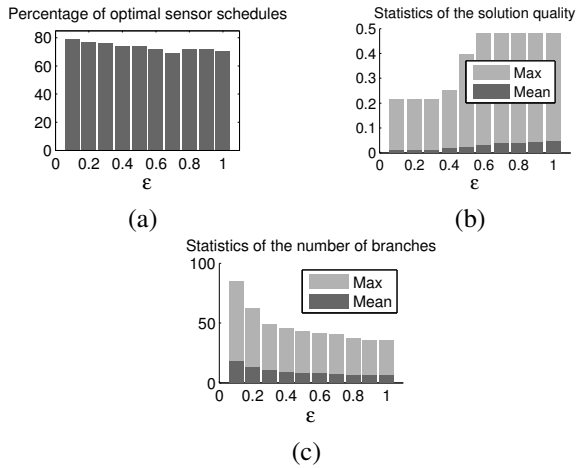 Percentage of optimal sensor schedules
80
60
40
20
0
0 0.2 0.4 0.6 0.8 1
ε
(a)
Statistics of the solution quality
0.5
0.4
0.3
0.2
0.1
0
Max
Mean
0 0.2 0.4 0.6 0.8 1
ε
(b)
Statistics of the number of branches
100
50
0
Max
Mean
0 0.2 0.4 0.6 0.8 1
ε
(c)